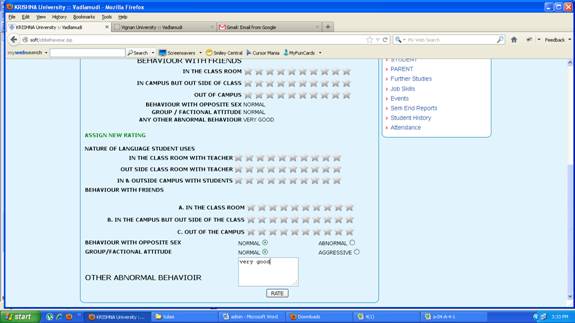 KRISHNA University :: Vadlamudi - Mozilla Firefox
File Edit View History Bookmarks Tools Help
KRISHNA University :: Vadlamudi
Vignan University :: Vadlamudi
Gmail: Email from Google
My Web Search
Feedback
mywebsearch Search Screensavers Smiley Central Cursor Mania MyFunCards
BEHAVIOUR WITH FRIENDS
IN THE CLASS ROOM
IN CAMPUS BUT OUT SIDE OF CLASS
OUT OF CAMPUS
BEHAVIOUR WITH OPPOSITE SEX NORMAL
GROUP / FACTIONAL ATTITUDE NORMAL
ANY OTHER ABNORMAL BEHAVIOUR VERY GOOD
STUDENT
PARENT
Further Studies
Job Skills
Events
Sem End Reports
Student History
Attendance
ASSIGN NEW RATING
NATURE OF LANGUAGE STUDENT USES
IN THE CLASS ROOM WITH TEACHER
OUT SIDE CLASS ROOM WITH TEACHER
IN & OUTSIDE CAMPUS WITH STUDENTS
BEHAVIOUR WITH FRIENDS
A. IN THE CLASS ROOM
B. IN THE CAMPUS BUT OUT SIDE OF THE CLASS
C. OUT OF THE CAMPUS
BEHAVIOUR WITH OPPOSITE SEX NORMAL ABNORMAL
GROUP/FACTIONAL ATTITUDE NORMAL AGGRESSIVE
very good
OTHER ABNORMAL BEHAVIOIR
RATE
start
KRISHNA University :...
tulasi
admin - Microsoft Word
Downloads
4(1)
3:33 PM